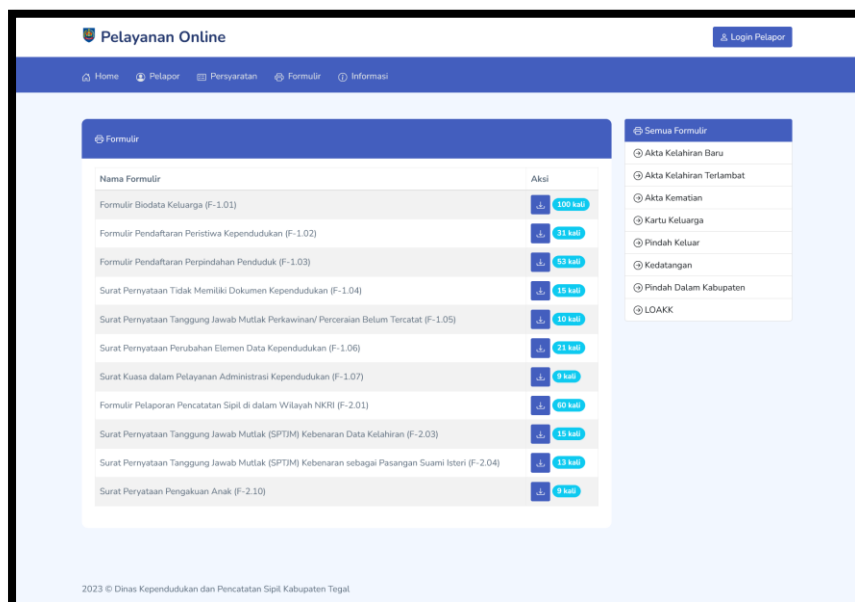 Pelayanan Online
Login Pelapor
Home Pelapor Persyaratan Formulir Informasi
Formulir
Nama Formulir Aksi
Formulir Biodata Keluarga (F-1.01) 100 kali
Formulir Pendaftaran Peristiwa Kependudukan (F-1.02) 31 kali
Formulir Pendaftaran Perpindahan Penduduk (F-1.03) 53 kali
Surat Pernyataan Tidak Memiliki Dokumen Kependudukan (F-1.04) 15 kali
Surat Pernyataan Tanggung Jawab Mutlak Perkawinan/ Perceraian Belum Tercatat (F-1.05) 10 kali
Surat Pernyataan Perubahan Elemen Data Kependudukan (F-1.06) 21 kali
Surat Kuasa dalam Pelayanan Administrasi Kependudukan (F-1.07) 9 kali
Formulir Pelaporan Pencatatan Sipil di dalam Wilayah NKRI (F-2.01) 60 kali
Surat Pernyataan Tanggung Jawab Mutlak (SPTJM) Kebenaran Data Kelahiran (F-2.03) 15 kali
Surat Pernyataan Tanggung Jawab Mutlak (SPTJM) Kebenaran sebagai Pasangan Suami Isteri (F-2.04) 13 kali
Surat Peryataan Pengakuan Anak (F-2.10) 9 kali
Semua Formulir
Akta Kelahiran Baru
Akta Kelahiran Terlambat
Akta Kematian
Kartu Keluarga
Pindah Keluar
Kedatangan
Pindah Dalam Kabupaten
LOAKK
2023 © Dinas Kependudukan dan Pencatatan Sipil Kabupaten Tegal